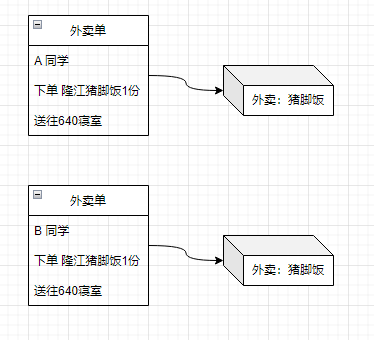 外卖单
A 同学
下单 隆江猪脚饭1份
送往640寝室
外卖：猪脚饭
外卖单
B 同学
下单 隆江猪脚饭1份
送往640寝室
外卖：猪脚饭